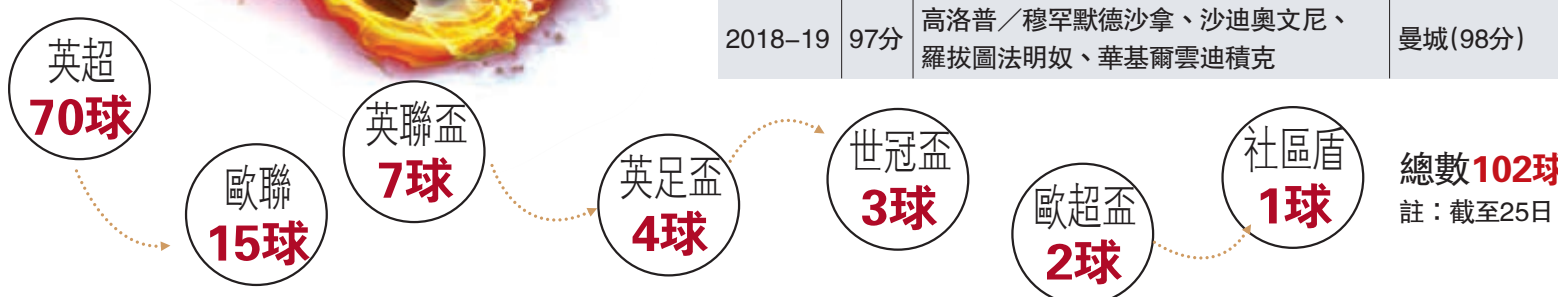 2018–19 97分 高洛普／穆罕默德沙拿、沙迪奧文尼、 曼城(98分)
羅拔圖法明奴、華基爾雲迪積克
英超
70球
歐聯
15球
英聯盃
7球
英足盃
4球
世冠盃
3球
歐超盃
2球
社區盾
1球
總數102球
註：截至25日